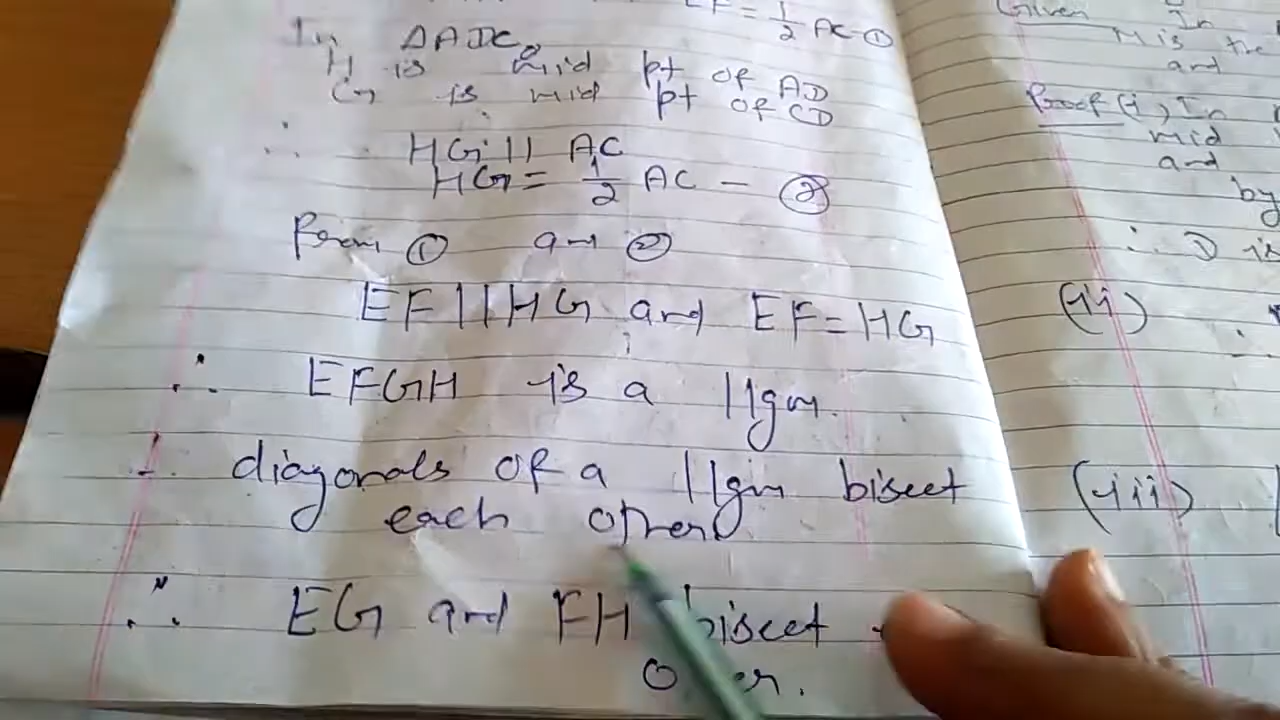 EF = 1/2 AC - ①
In ΔADC,
H is mid pt of AD
G is mid pt of CD
∴ HG || AC
HG = 1/2 AC - ②
From ① and ②
EF || HG and EF = HG
∴ EFGH is a ||gm.
∴ diagonals of a ||gm bisect
each other
∴ EG and FH bisect
Given In
M is the
and
Proof (i) In
mid
and
by
∴ D is
(ii)
(iii)